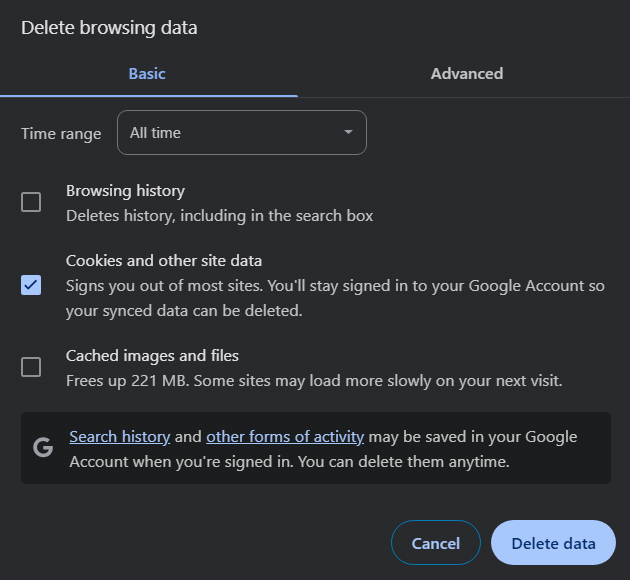 Delete browsing data
Basic
Advanced
Time range
All time
Browsing history
Deletes history, including in the search box
Cookies and other site data
Signs you out of most sites. You'll stay signed in to your Google Account so
your synced data can be deleted.
Cached images and files
Frees up 221 MB. Some sites may load more slowly on your next visit.
G
Search history and other forms of activity may be saved in your Google
Account when you're signed in. You can delete them anytime.
Cancel
Delete data